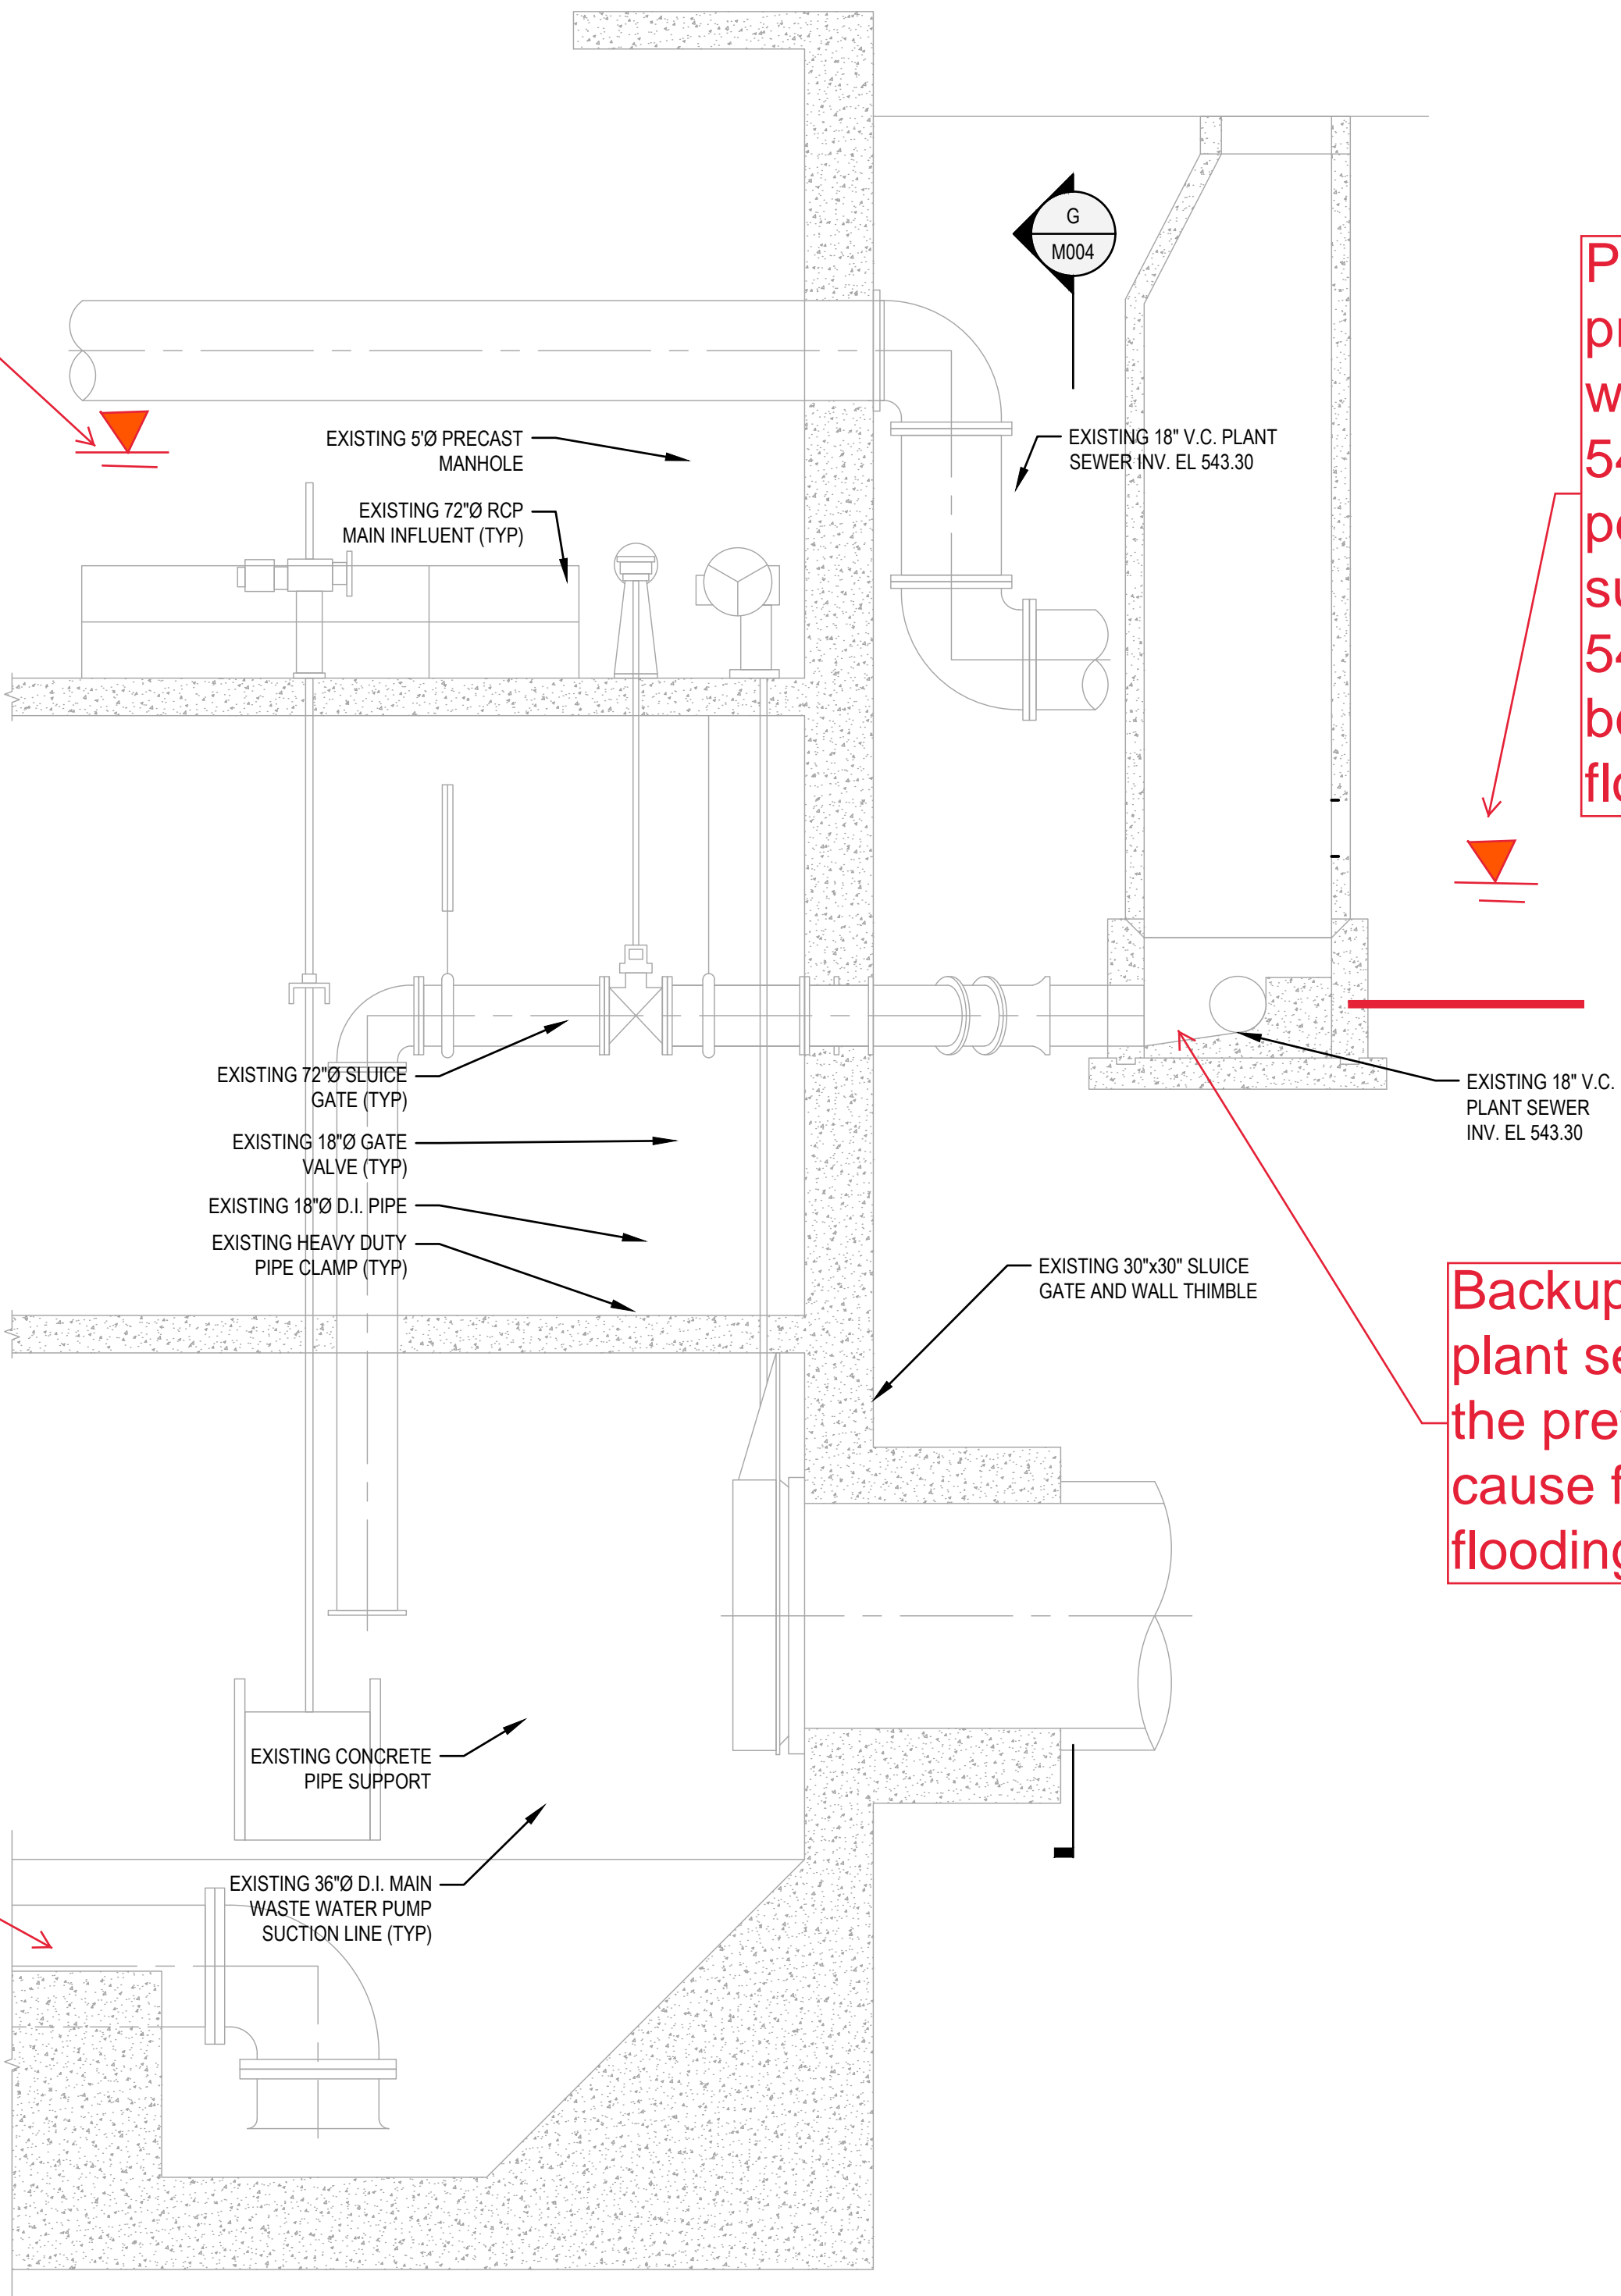 G
M004
EXISTING 5'Ø PRECAST
MANHOLE
EXISTING 18" V.C. PLANT
SEWER INV. EL 543.30
EXISTING 72"Ø RCP
MAIN INFLUENT (TYP)
EXISTING 72"Ø SLUICE
GATE (TYP)
EXISTING 18" V.C.
PLANT SEWER
INV. EL 543.30
EXISTING 18"Ø GATE
VALVE (TYP)
EXISTING 18"Ø D.I. PIPE
EXISTING HEAVY DUTY
PIPE CLAMP (TYP)
EXISTING 30"x30" SLUICE
GATE AND WALL THIMBLE
Backup
plant se
the pre
cause f
flooding
EXISTING CONCRETE
PIPE SUPPORT
EXISTING 36"Ø D.I. MAIN
WASTE WATER PUMP
SUCTION LINE (TYP)